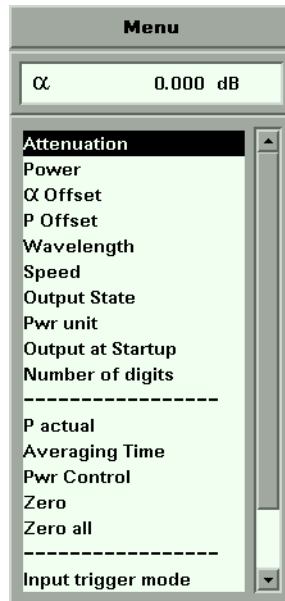 Menu
α 0.000 dB
Attenuation
Power
α Offset
P Offset
Wavelength
Speed
Output State
Pwr unit
Output at Startup
Number of digits
-----------------
P actual
Averaging Time
Pwr Control
Zero
Zero all
-----------------
Input trigger mode